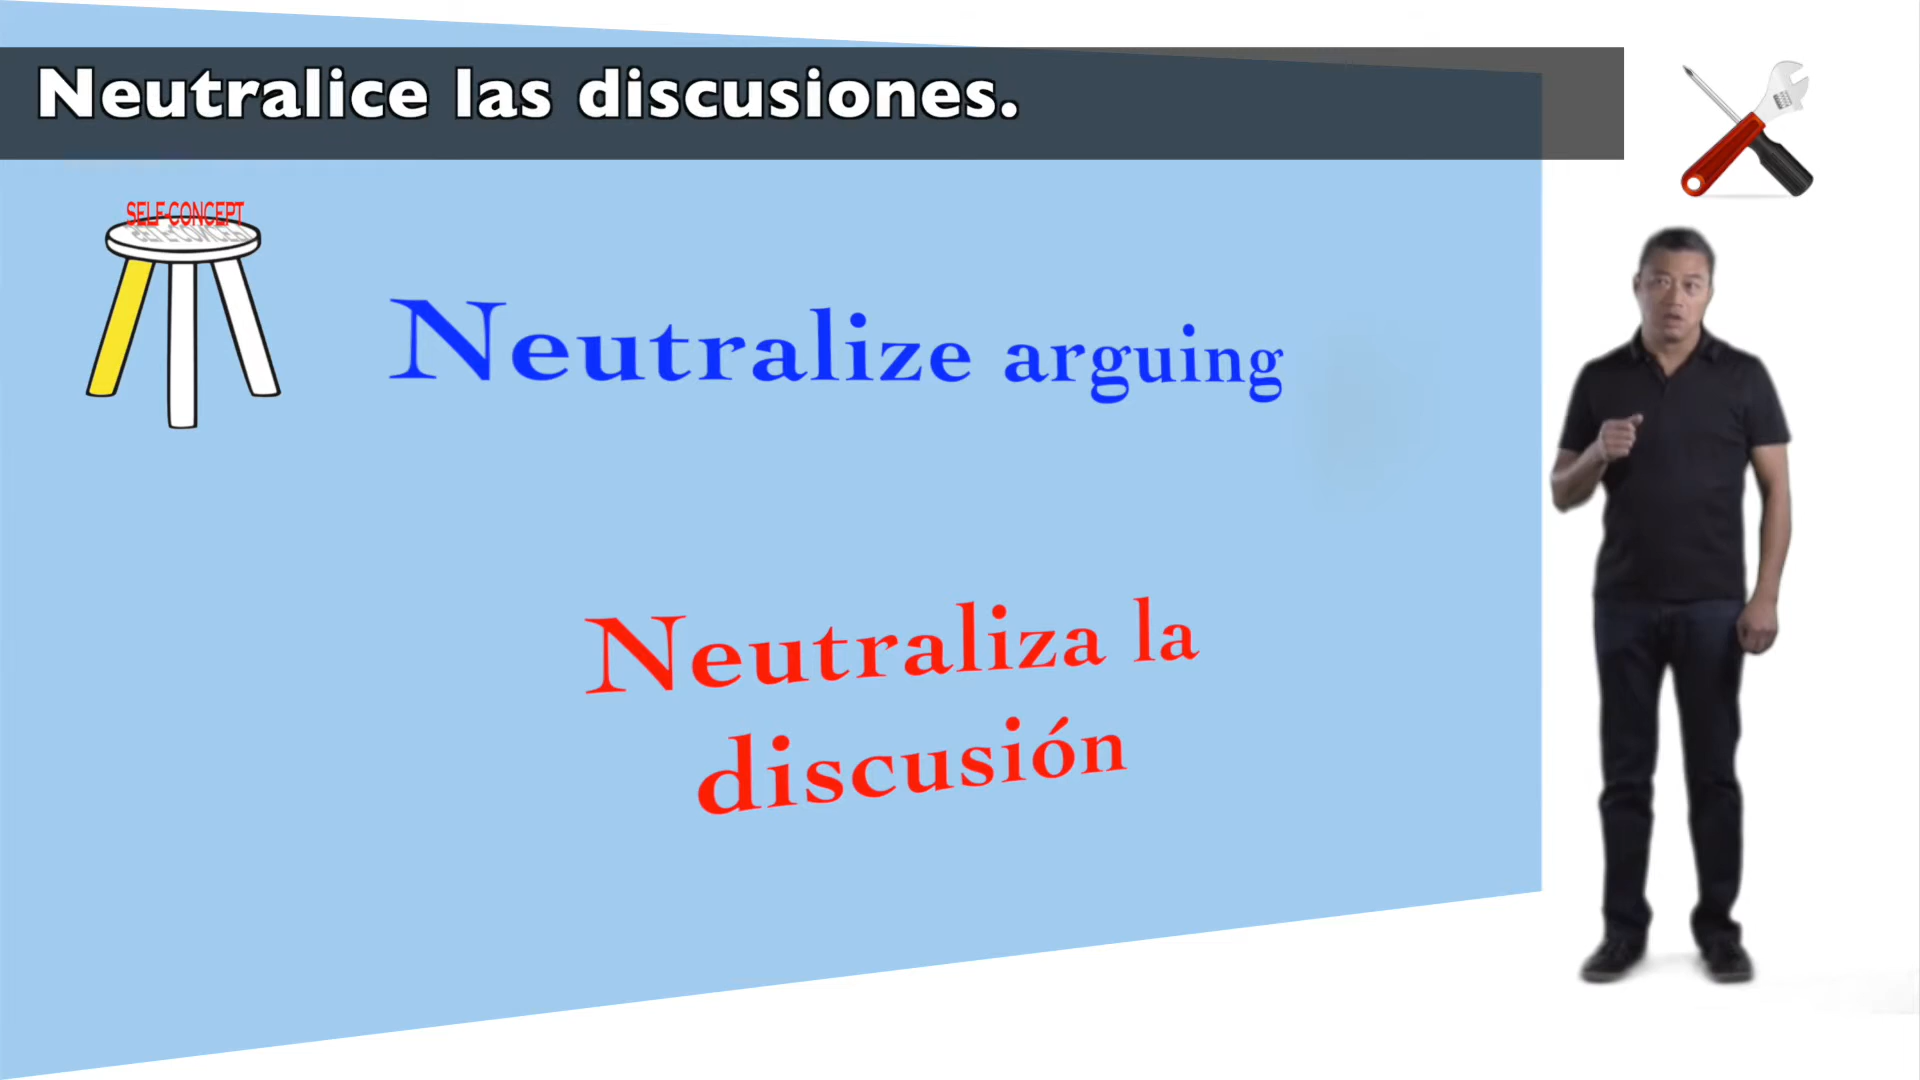 Neutralice las discusiones.
SELF-CONCEPT
Neutralize arguing
Neutraliza la
discusión